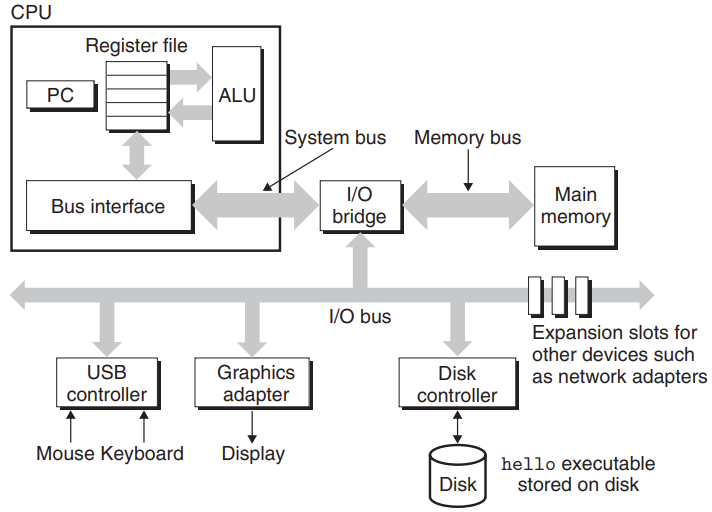 CPU
Register file
PC
ALU
System bus
Memory bus
Bus interface
I/O
bridge
Main
memory
I/O bus
Expansion slots for
other devices such
as network adapters
USB
controller
Graphics
adapter
Disk
controller
Mouse Keyboard
Display
Disk
hello executable
stored on disk